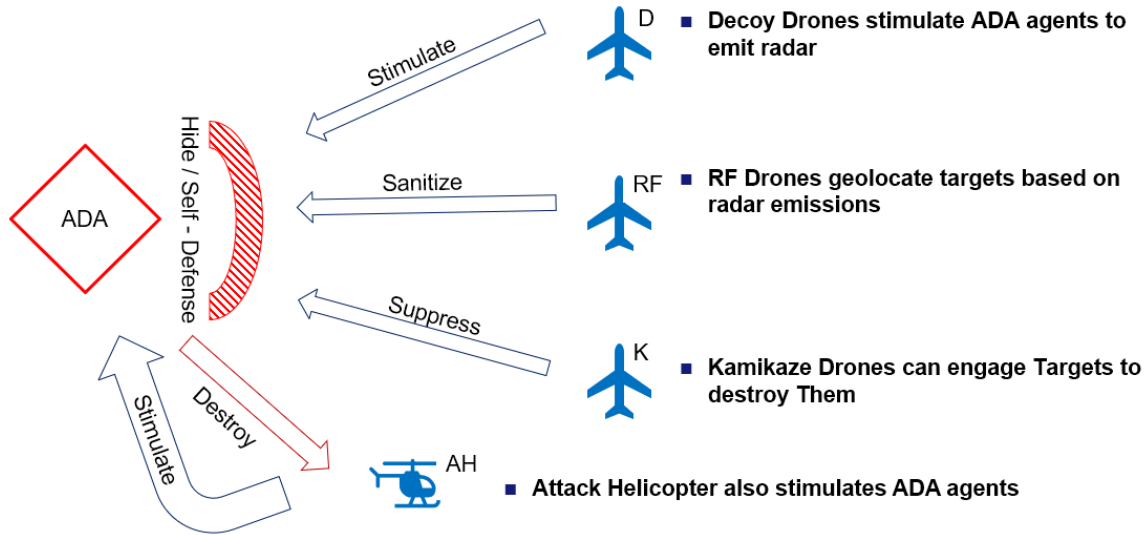 D
Decoy Drones stimulate ADA agents to
emit radar
Stimulate
Hide / Self - Defense
ADA
Sanitize
RF
RF Drones geolocate targets based on
radar emissions
Suppress
K
Kamikaze Drones can engage Targets to
destroy Them
Stimulate
Destroy
AH
Attack Helicopter also stimulates ADA agents